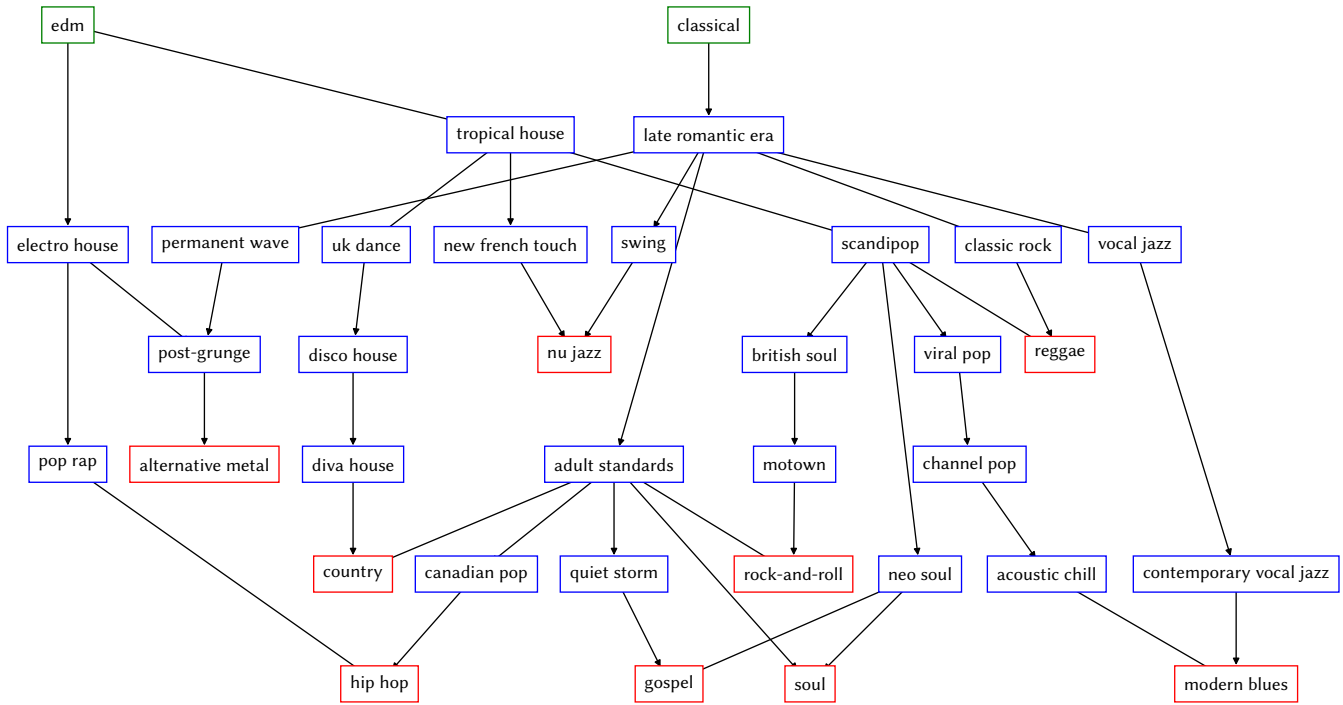 edm
classical
tropical house
late romantic era
electro house
permanent wave
uk dance
new french touch
swing
scandipop
classic rock
vocal jazz
post-grunge
disco house
nu jazz
british soul
viral pop
reggae
pop rap
alternative metal
diva house
adult standards
motown
channel pop
country
canadian pop
quiet storm
rock-and-roll
neo soul
acoustic chill
contemporary vocal jazz
hip hop
gospel
soul
modern blues